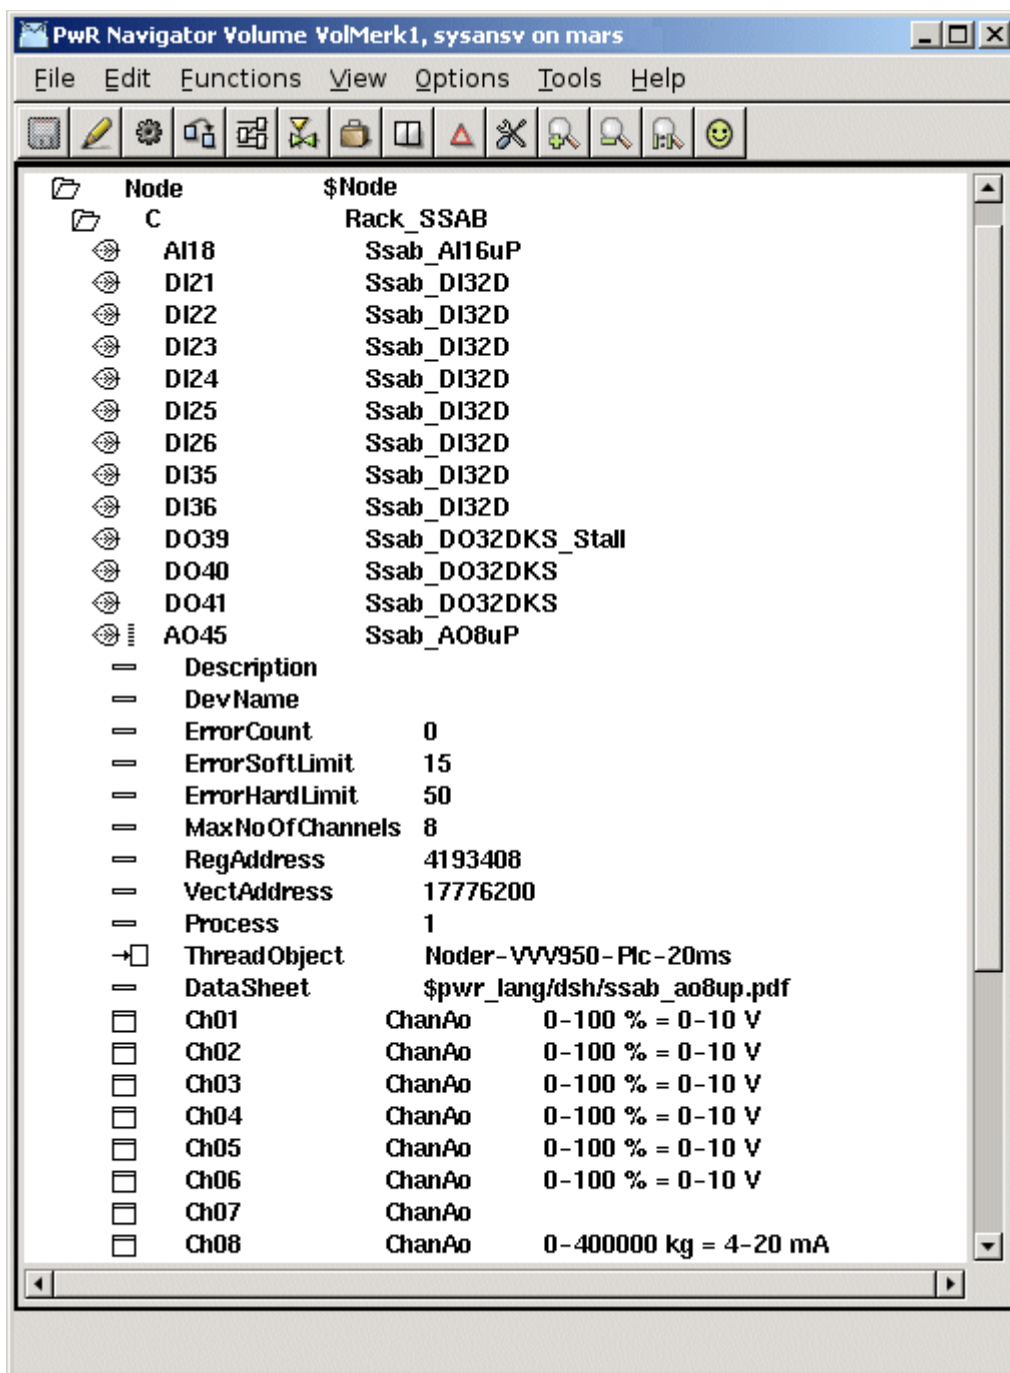 PwR Navigator Volume VolMerk1, sysansv on mars
File Edit Functions View Options Tools Help
Node $Node
C Rack_SSAB
AI18 Ssab_AI16uP
DI21 Ssab_DI32D
DI22 Ssab_DI32D
DI23 Ssab_DI32D
DI24 Ssab_DI32D
DI25 Ssab_DI32D
DI26 Ssab_DI32D
DI35 Ssab_DI32D
DI36 Ssab_DI32D
DO39 Ssab_DO32DKS_Stall
DO40 Ssab_DO32DKS
DO41 Ssab_DO32DKS
AO45 Ssab_AO8uP
Description
DevName
ErrorCount 0
ErrorSoftLimit 15
ErrorHardLimit 50
MaxNoOfChannels 8
RegAddress 4193408
VectAddress 17776200
Process 1
ThreadObject Noder-VVV950-Plc-20ms
DataSheet $pwr_lang/dsh/ssab_ao8up.pdf
Ch01 ChanAo 0-100 % = 0-10 V
Ch02 ChanAo 0-100 % = 0-10 V
Ch03 ChanAo 0-100 % = 0-10 V
Ch04 ChanAo 0-100 % = 0-10 V
Ch05 ChanAo 0-100 % = 0-10 V
Ch06 ChanAo 0-100 % = 0-10 V
Ch07 ChanAo
Ch08 ChanAo 0-400000 kg = 4-20 mA